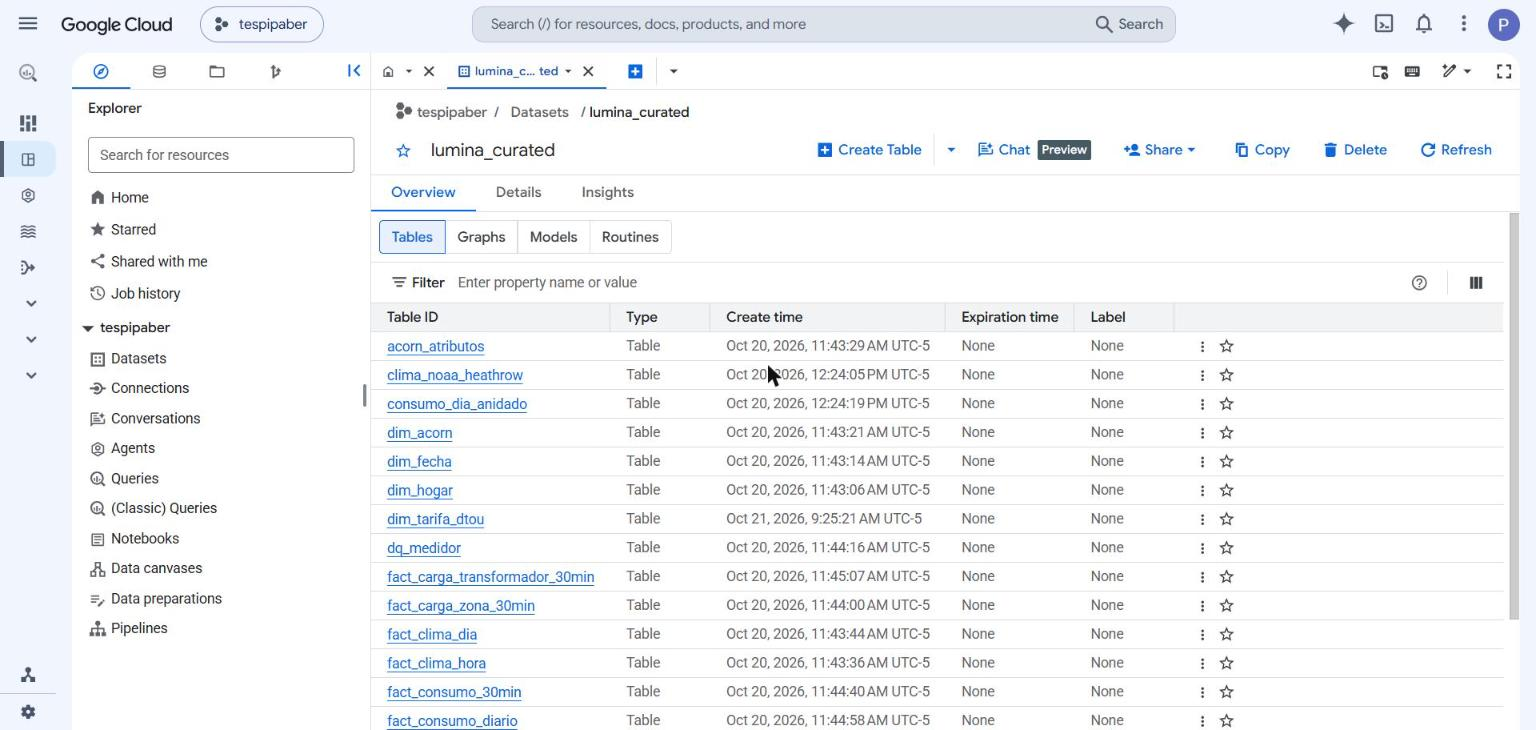 Google Cloud tespipaber Search (/) for resources, docs, products, and more Search P
lumina_c... ted
Explorer
tespipaber / Datasets / lumina_curated
Search for resources
lumina_curated Create Table Chat Preview Share Copy Delete Refresh
Home
Starred
Shared with me
Job history
tespipaber
Datasets
Connections
Conversations
Agents
Queries
(Classic) Queries
Notebooks
Data canvases
Data preparations
Pipelines
Overview Details Insights
Tables Graphs Models Routines
Filter Enter property name or value
Table ID Type Create time Expiration time Label
acorn_atributos Table Oct 20, 2026, 11:43:29 AM UTC-5 None None
clima_noaa_heathrow Table Oct 20, 2026, 12:24:05 PM UTC-5 None None
consumo_dia_anidado Table Oct 20, 2026, 12:24:19 PM UTC-5 None None
dim_acorn Table Oct 20, 2026, 11:43:21 AM UTC-5 None None
dim_fecha Table Oct 20, 2026, 11:43:14 AM UTC-5 None None
dim_hogar Table Oct 20, 2026, 11:43:06 AM UTC-5 None None
dim_tarifa_dtou Table Oct 21, 2026, 9:25:21 AM UTC-5 None None
dq_medidor Table Oct 20, 2026, 11:44:16 AM UTC-5 None None
fact_carga_transformador_30min Table Oct 20, 2026, 11:45:07 AM UTC-5 None None
fact_carga_zona_30min Table Oct 20, 2026, 11:44:00 AM UTC-5 None None
fact_clima_dia Table Oct 20, 2026, 11:43:44 AM UTC-5 None None
fact_clima_hora Table Oct 20, 2026, 11:43:36 AM UTC-5 None None
fact_consumo_30min Table Oct 20, 2026, 11:44:40 AM UTC-5 None None
fact_consumo_diario Table Oct 20, 2026, 11:44:58 AM UTC-5 None None